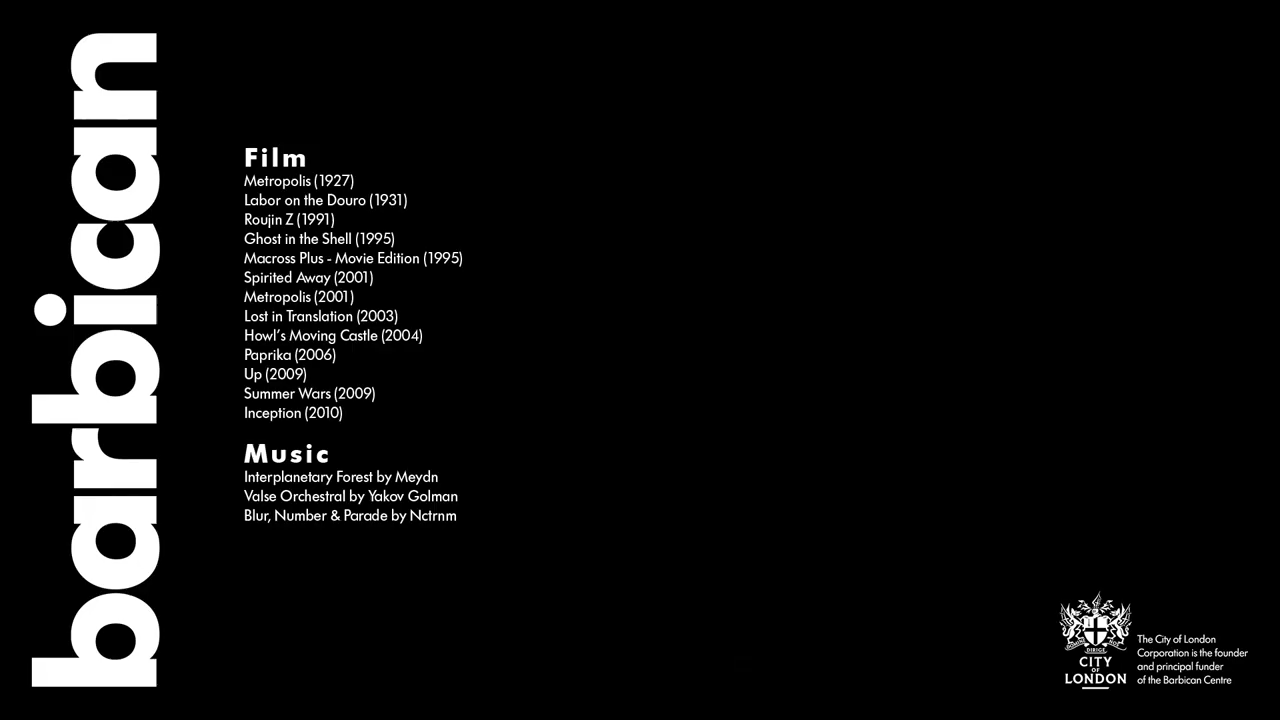 barbican
Film
Metropolis (1927)
Labor on the Douro (1931)
Roujin Z (1991)
Ghost in the Shell (1995)
Macross Plus - Movie Edition (1995)
Spirited Away (2001)
Metropolis (2001)
Lost in Translation (2003)
Howl's Moving Castle (2004)
Paprika (2006)
Up (2009)
Summer Wars (2009)
Inception (2010)
Music
Interplanetary Forest by Meydn
Valse Orchestral by Yakov Golman
Blur, Number & Parade by Nctrnm
DIRIGE
CITY
OF
LONDON
The City of London
Corporation is the founder
and principal funder
of the Barbican Centre